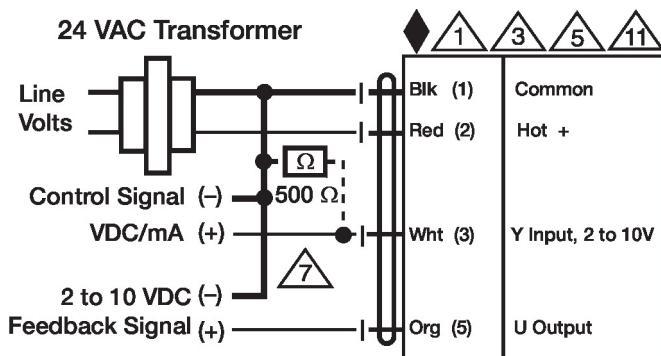 24 VAC Transformer
1 3 5 11
Line
Volts
Blk (1) Common
Red (2) Hot +
Ω
500 Ω
Control Signal (–)
VDC/mA (+)
Wht (3) Y Input, 2 to 10V
7
2 to 10 VDC (–)
Feedback Signal (+)
Org (5) U Output